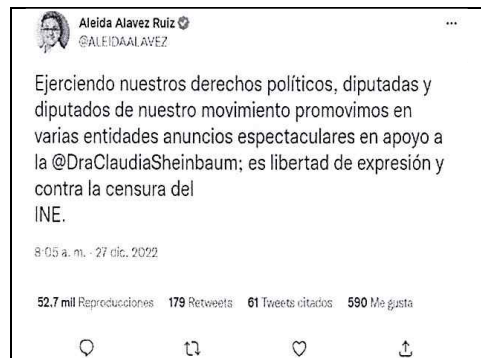 Aleida Alavez Ruiz
@ALEIDAALAVEZ
Ejerciendo nuestros derechos políticos, diputadas y
diputados de nuestro movimiento promovimos en
varias entidades anuncios espectaculares en apoyo a
la @DraClaudiaSheinbaum; es libertad de expresión y
contra la censura del
INE.
8:05 a. m. · 27 dic. 2022
52,7 mil Reproducciones 179 Retweets 61 Tweets citados 590 Me gusta